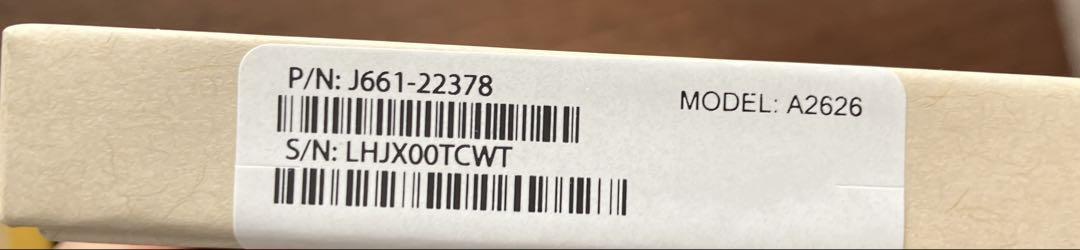 P/N: J661-22378
MODEL: A2626
S/N: LHJX00TCWT